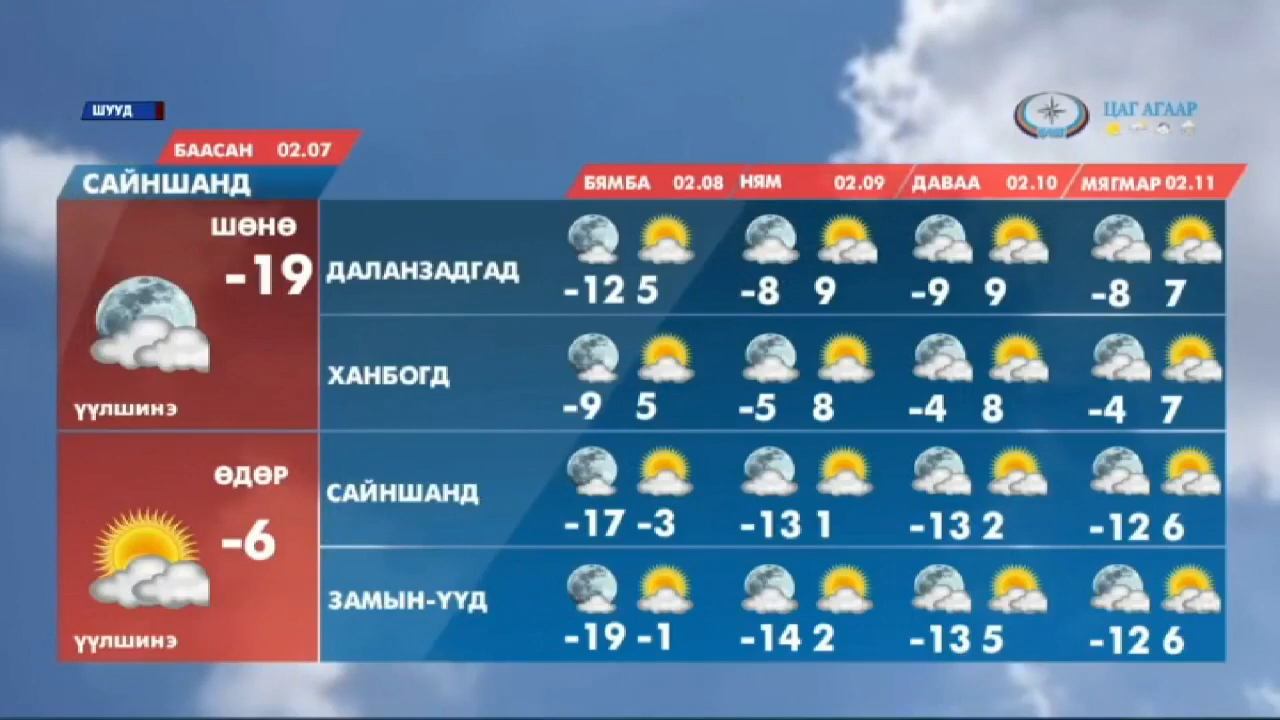 ШУУД
ЦАГ АГААР
БААСАН 02.07
САЙНШАНД
ШӨНӨ
-19
үүлшинэ
ӨДӨР
-6
үүлшинэ
БЯМБА 02.08 НЯМ 02.09 ДАВАА 02.10 МЯГМАР 02.11
ДАЛАНЗАДГАД -12 5 -8 9 -9 9 -8 7
ХАНБОГД -9 5 -5 8 -4 8 -4 7
САЙНШАНД -17 -3 -13 1 -13 2 -12 6
ЗАМЫН-ҮҮД -19 -1 -14 2 -13 5 -12 6